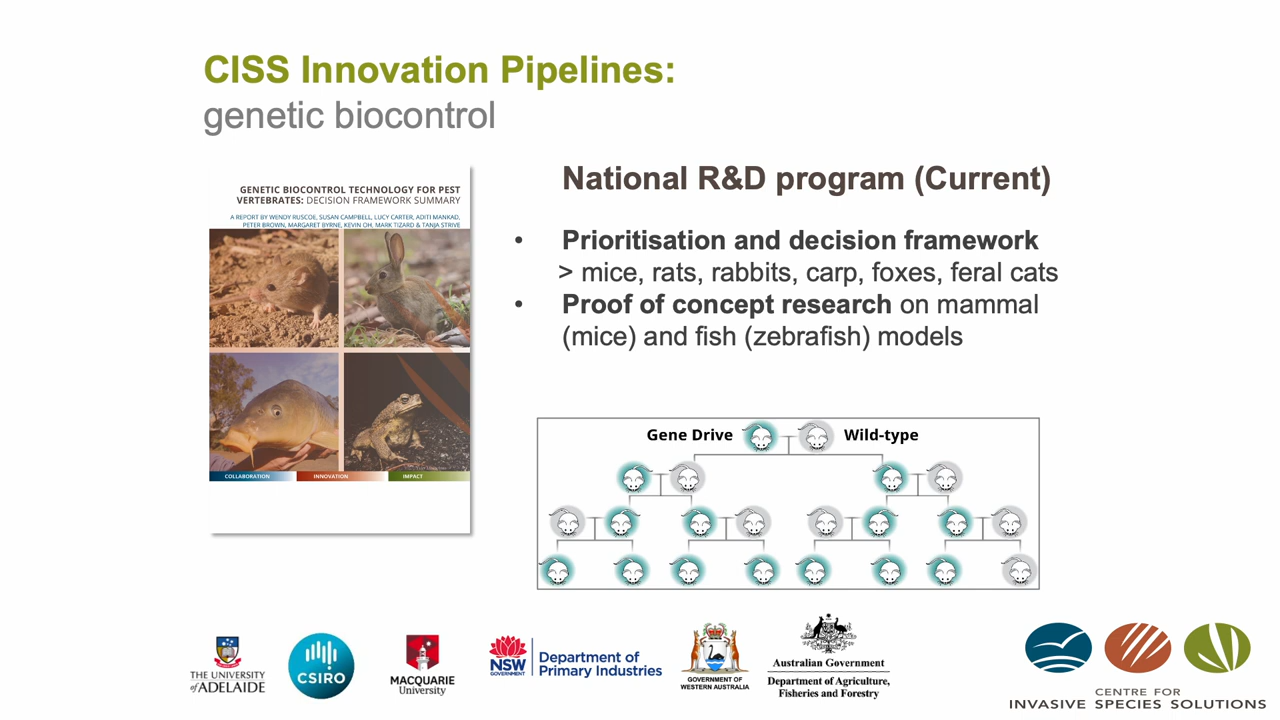 CISS Innovation Pipelines:
genetic biocontrol
GENETIC BIOCONTROL TECHNOLOGY FOR PEST
VERTEBRATES: DECISION FRAMEWORK SUMMARY
A REPORT BY WENDY RUSCOE, SUSAN CAMPBELL, LUCY CARTER, ADITI MANKAD,
PETER BROWN, MARGARET BYRNE, KEVIN OH, MARK TIZARD & TANJA STRIVE
COLLABORATION
INNOVATION
IMPACT
National R&D program (Current)
• Prioritisation and decision framework
> mice, rats, rabbits, carp, foxes, feral cats
• Proof of concept research on mammal
(mice) and fish (zebrafish) models
Gene Drive
Wild-type
THE UNIVERSITY
of ADELAIDE
CSIRO
MACQUARIE
University
NSW
GOVERNMENT
Department of
Primary Industries
GOVERNMENT OF
WESTERN AUSTRALIA
Australian Government
Department of Agriculture,
Fisheries and Forestry
CENTRE FOR
INVASIVE SPECIES SOLUTIONS